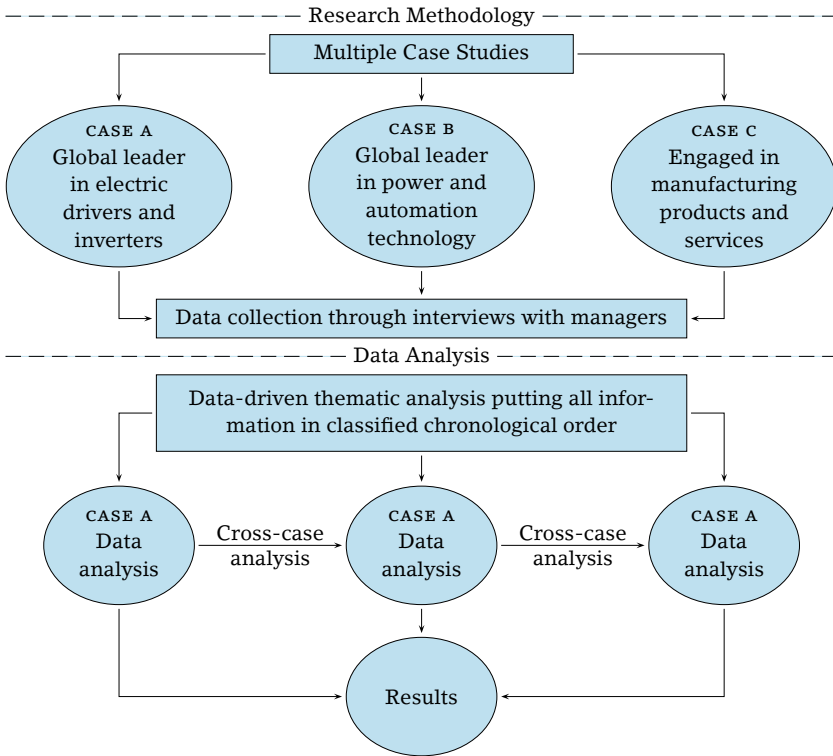 Research Methodology
Multiple Case Studies
CASE A
Global leader
in electric
drivers and
inverters
CASE B
Global leader
in power and
automation
technology
CASE C
Engaged in
manufacturing
products and
services
Data collection through interviews with managers
Data Analysis
Data-driven thematic analysis putting all infor-
mation in classified chronological order
CASE A
Data
analysis
Cross-case
analysis
CASE A
Data
analysis
Cross-case
analysis
CASE A
Data
analysis
Results